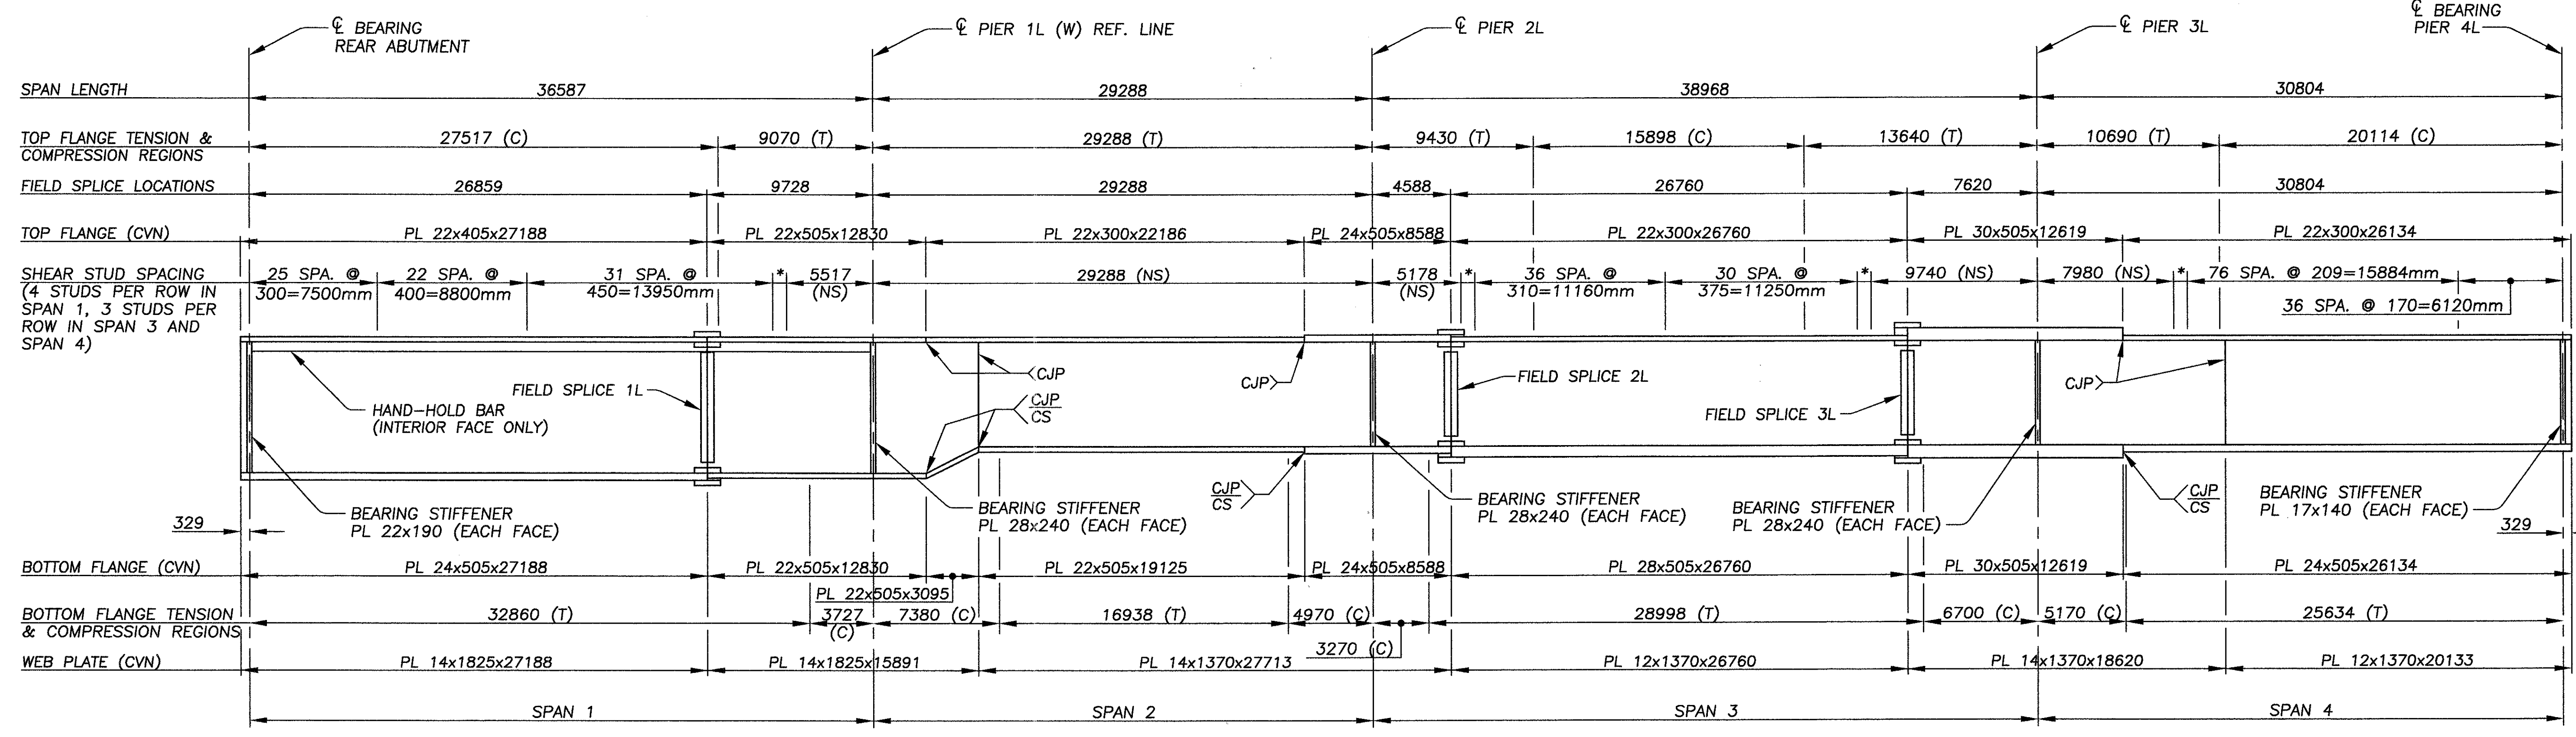 ℄ BEARING
REAR ABUTMENT
℄ PIER 1L (W) REF. LINE
℄ PIER 2L
℄ PIER 3L
℄ BEARING
PIER 4L
SPAN LENGTH
36587
29288
38968
30804
TOP FLANGE TENSION &
COMPRESSION REGIONS
27517 (C)
9070 (T)
29288 (T)
9430 (T)
15898 (C)
13640 (T)
10690 (T)
20114 (C)
FIELD SPLICE LOCATIONS
26859
9728
29288
4588
26760
7620
30804
TOP FLANGE (CVN)
PL 22x405x27188
PL 22x505x12830
PL 22x300x22186
PL 24x505x8588
PL 22x300x26760
PL 30x505x12619
PL 22x300x26134
SHEAR STUD SPACING
(4 STUDS PER ROW IN
SPAN 1, 3 STUDS PER
ROW IN SPAN 3 AND
SPAN 4)
25 SPA. @
300=7500mm
22 SPA. @
400=8800mm
31 SPA. @
450=13950mm
*
5517
(NS)
29288 (NS)
5178
(NS)
*
36 SPA. @
310=11160mm
30 SPA. @
375=11250mm
*
9740 (NS)
7980 (NS)
*
76 SPA. @ 209=15884mm
36 SPA. @ 170=6120mm
HAND-HOLD BAR
(INTERIOR FACE ONLY)
FIELD SPLICE 1L
CJP
CJP
CS
CJP
FIELD SPLICE 2L
FIELD SPLICE 3L
CJP
329
BEARING STIFFENER
PL 22x190 (EACH FACE)
BEARING STIFFENER
PL 28x240 (EACH FACE)
CJP
CS
BEARING STIFFENER
PL 28x240 (EACH FACE)
BEARING STIFFENER
PL 28x240 (EACH FACE)
CJP
CS
BEARING STIFFENER
PL 17x140 (EACH FACE)
329
BOTTOM FLANGE (CVN)
PL 24x505x27188
PL 22x505x12830
PL 22x505x3095
PL 22x505x19125
PL 24x505x8588
PL 28x505x26760
PL 30x505x12619
PL 24x505x26134
BOTTOM FLANGE TENSION
& COMPRESSION REGIONS
32860 (T)
3727
(C)
7380 (C)
16938 (T)
4970 (C)
3270 (C)
28998 (T)
6700 (C)
5170 (C)
25634 (T)
WEB PLATE (CVN)
PL 14x1825x27188
PL 14x1825x15891
PL 14x1370x27713
PL 12x1370x26760
PL 14x1370x18620
PL 12x1370x20133
SPAN 1
SPAN 2
SPAN 3
SPAN 4